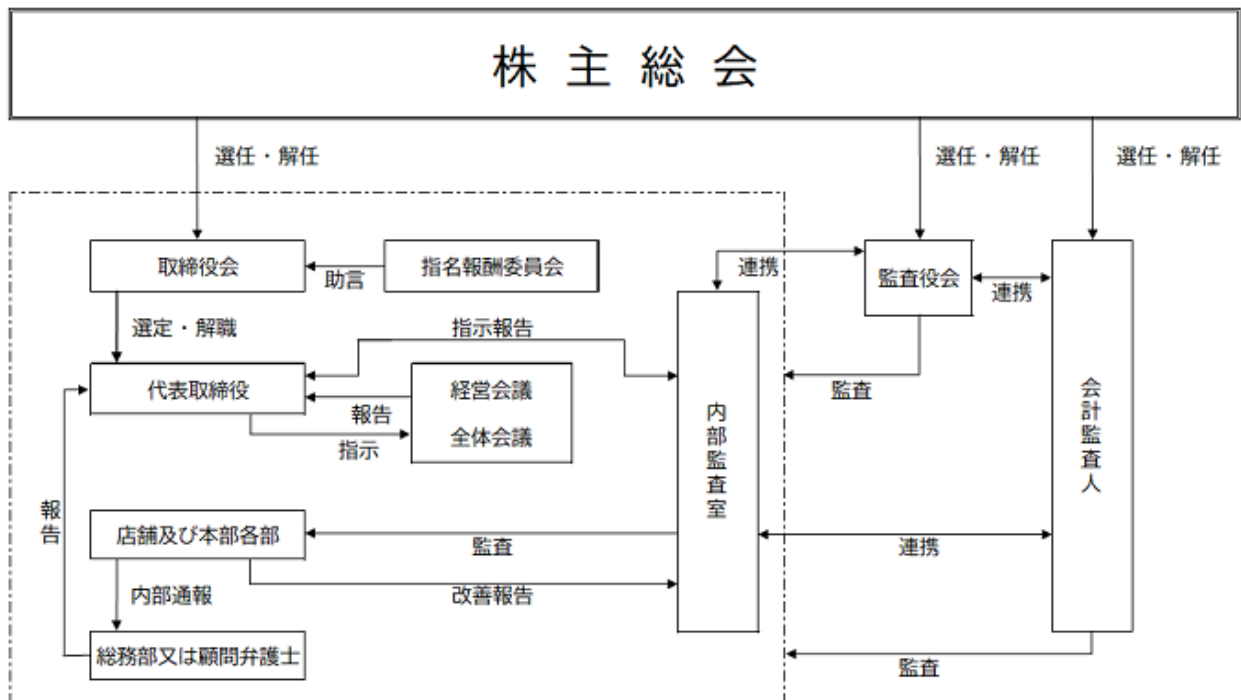 株主総会
選任・解任
選任・解任
選任・解任
取締役会
指名報酬委員会
助言
連携
監査役会
連携
選定・解職
指示報告
代表取締役
経営会議
全体会議
報告
指示
監査
内部監査室
会計監査人
報告
店舗及び本部各部
監査
連携
内部通報
改善報告
総務部又は顧問弁護士
監査